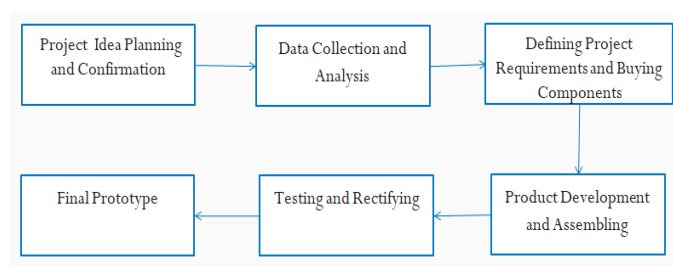 Project Idea Planning
and Confirmation
Data Collection and
Analysis
Defining Project
Requirements and Buying
Components
Product Development
and Assembling
Testing and Rectifying
Final Prototype